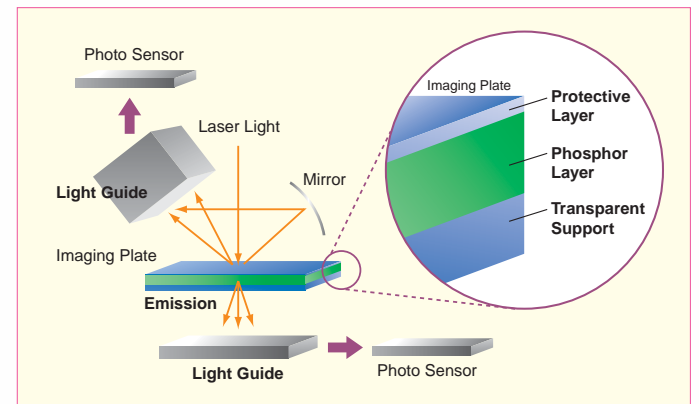 Photo Sensor
Laser Light
Light Guide
Mirror
Imaging Plate
Emission
Light Guide
Photo Sensor
Imaging Plate
Protective
Layer
Phosphor
Layer
Transparent
Support